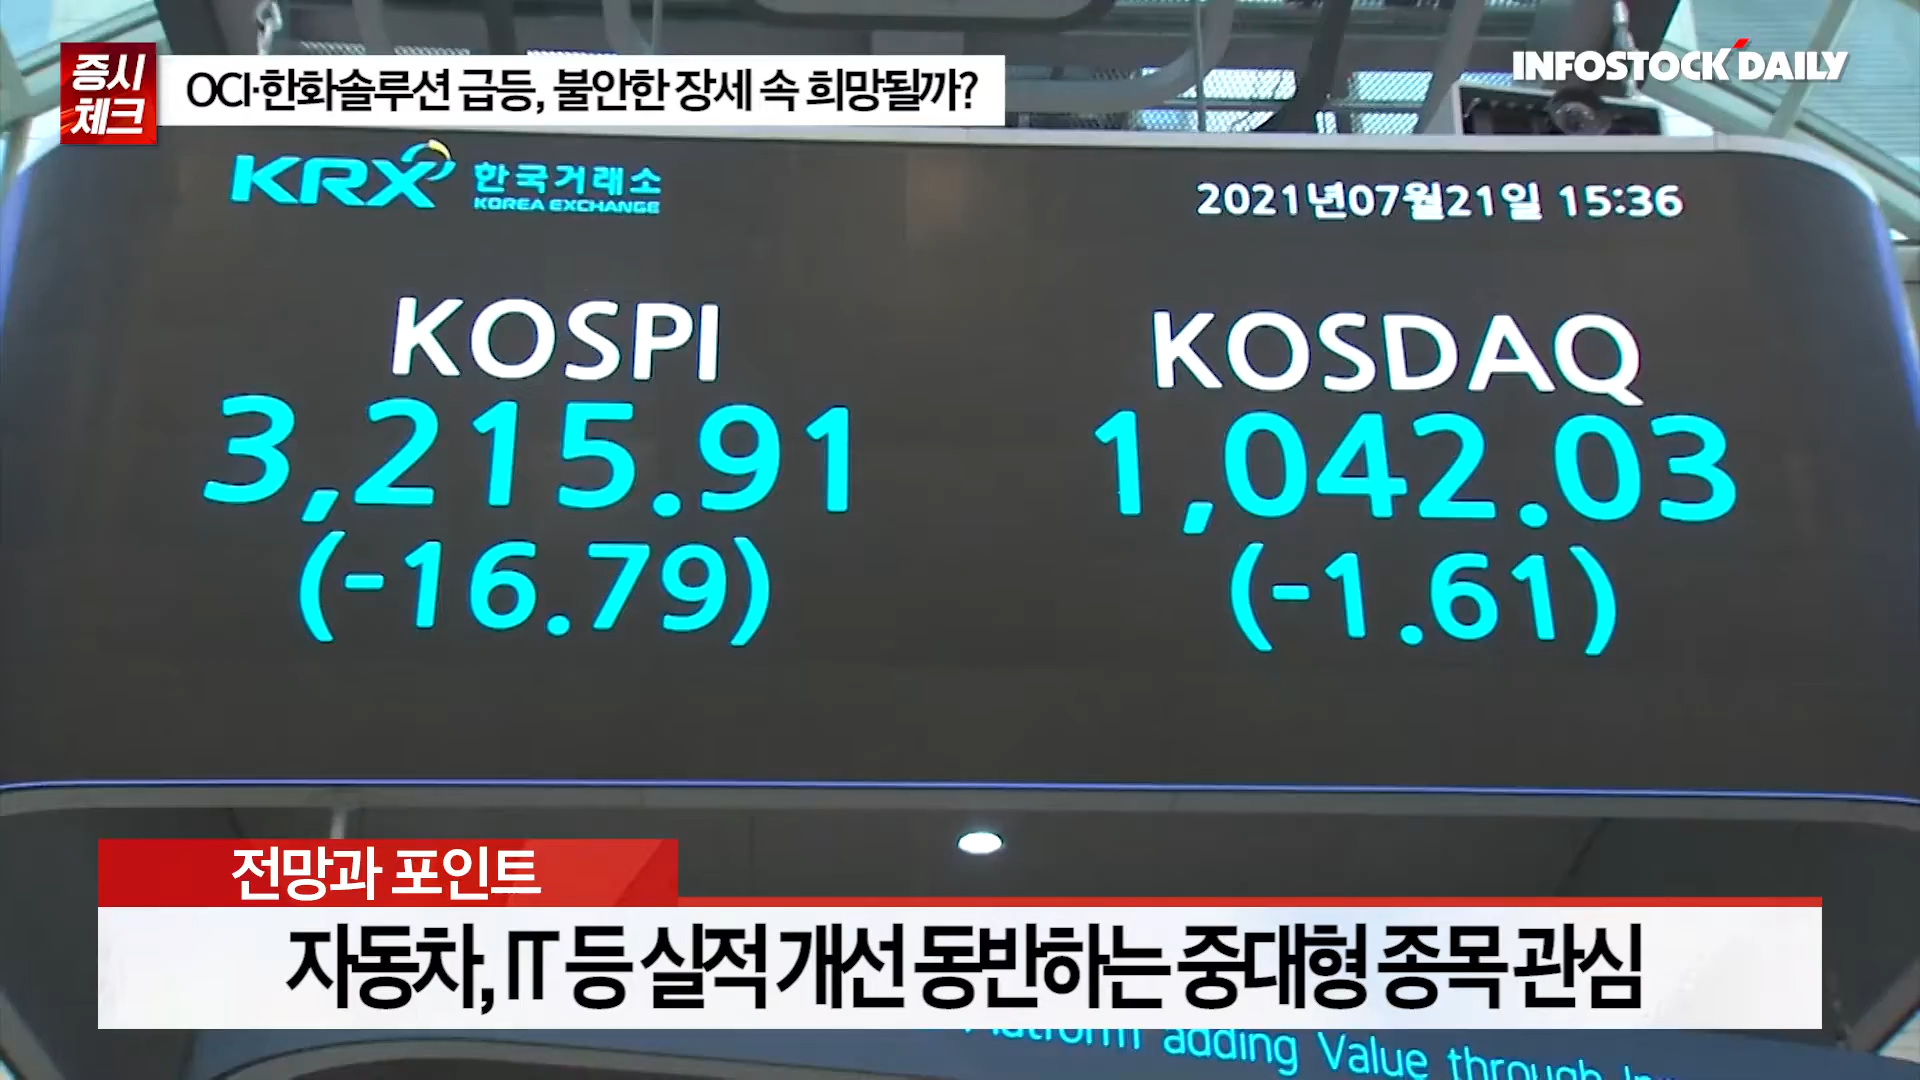 증시
체크
OCI·한화솔루션 급등, 불안한 장세 속 희망될까?
INFOSTOCK DAILY
KRX 한국거래소
KOREA EXCHANGE
2021년07월21일 15:36
KOSPI
3,215.91
(-16.79)
KOSDAQ
1,042.03
(-1.61)
전망과 포인트
자동차, IT 등 실적 개선 동반하는 중대형 종목 관심
Platform adding Value through